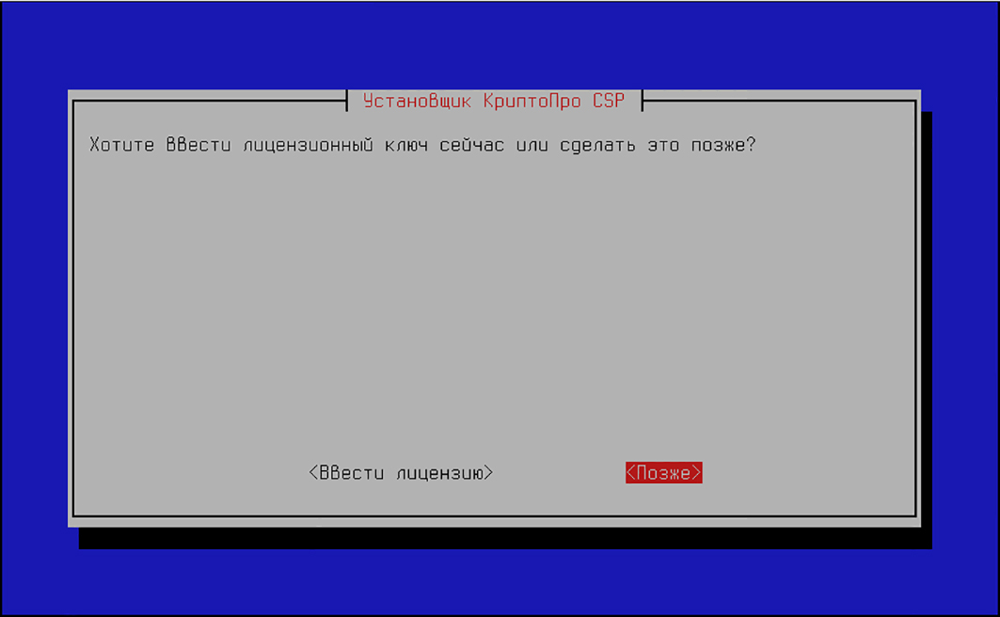 Установщик КриптоПро CSP
Хотите ввести лицензионный ключ сейчас или сделать это позже?
<Ввести лицензию>
<Позже>